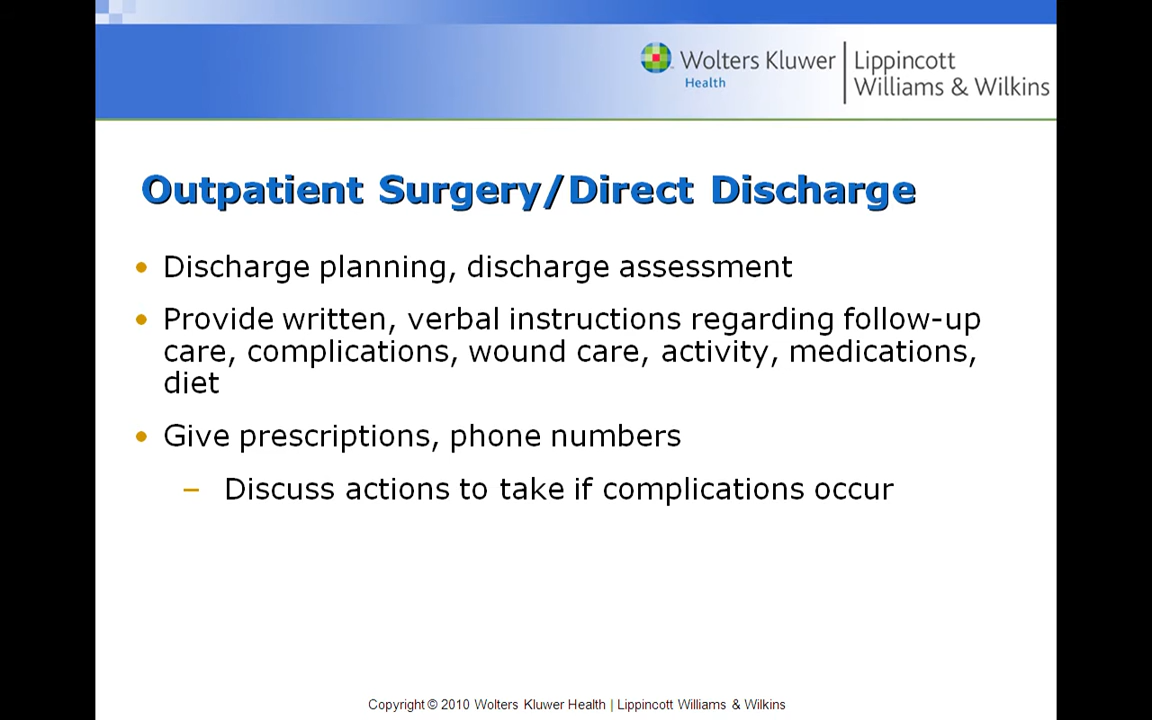 Wolters Kluwer
Health
Lippincott
Williams & Wilkins
Outpatient Surgery/Direct Discharge
• Discharge planning, discharge assessment
• Provide written, verbal instructions regarding follow-up
care, complications, wound care, activity, medications,
diet
• Give prescriptions, phone numbers
– Discuss actions to take if complications occur
Copyright © 2010 Wolters Kluwer Health | Lippincott Williams & Wilkins